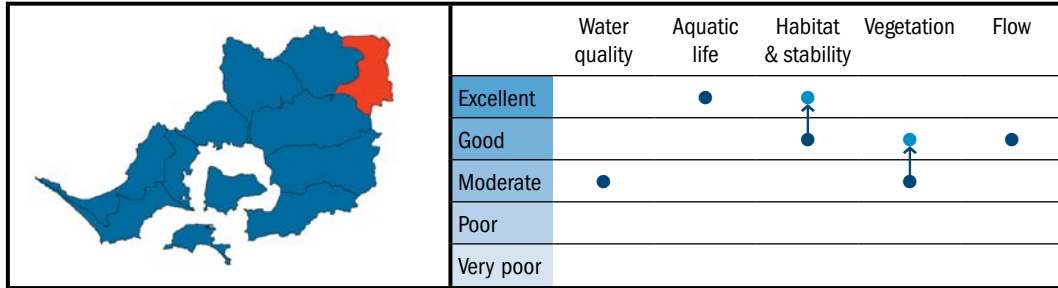 Water quality
Aquatic life
Habitat & stability
Vegetation
Flow
Excellent
Good
Moderate
Poor
Very poor